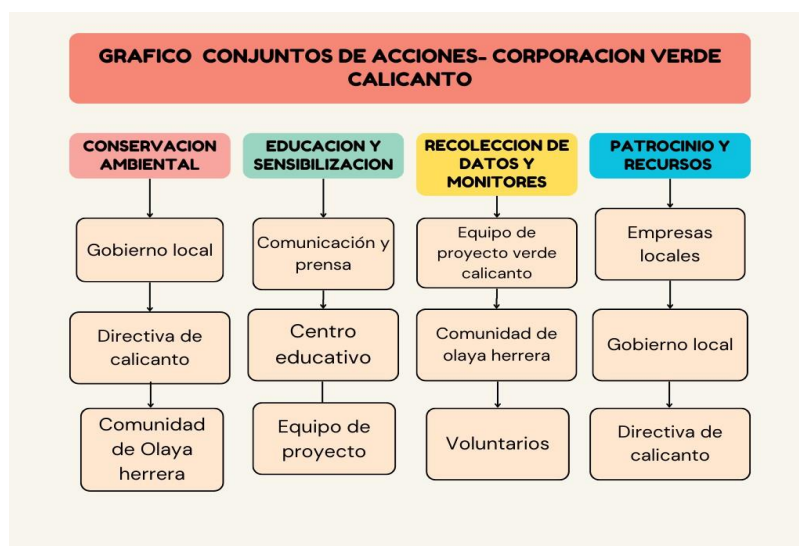 GRAFICO CONJUNTOS DE ACCIONES- CORPORACION VERDE
CALICANTO
CONSERVACION
AMBIENTAL
Gobierno local
Directiva de
calicanto
Comunidad
de Olaya
herrera
EDUCACION Y
SENSIBILIZACION
Comunicación y
prensa
Centro
educativo
Equipo de
proyecto
RECOLECCION DE
DATOS Y
MONITORES
Equipo de
proyecto verde
calicanto
Comunidad de
olaya herrera
Voluntarios
PATROCINIO Y
RECURSOS
Empresas
locales
Gobierno local
Directiva de
calicanto